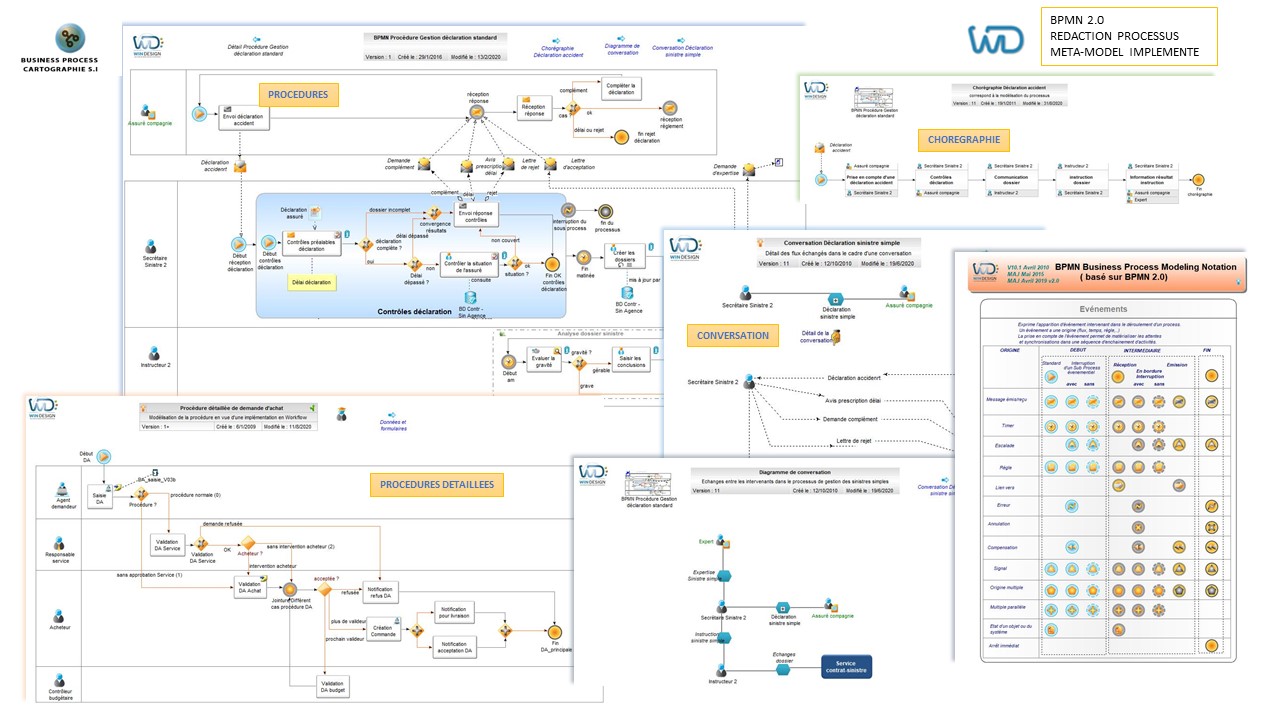 BUSINESS PROCESS
CARTOGRAPHIE S.I
BPMN 2.0
REDACTION PROCESSUS
META-MODEL IMPLEMENTE
WIN DESIGN
Détail Procédure Gestion
déclaration standard
BPMN Procédure Gestion déclaration standard
Version : 1 Créé le : 29/1/2016 Modifié le : 13/2/2020
Chorégraphie
Déclaration accident
Diagramme de
conversation
Conversation Déclaration
sinistre simple
PROCEDURES
Assuré compagnie
Envoi déclaration
accident
réception
réponse
Réception
réponse
complément
Compléter la
déclaration
ok
réception
règlement
délai ou rejet
fin rejet
déclaration
Déclaration
accident
Demande
complément
Avis
prescription
délai
Lettre
de rejet
Lettre
d'acceptation
Demande
d'expertise
Secrétaire
Sinistre 2
Début
réception
déclaration
Début
contrôles
déclaration
Déclaration
assuré
Contrôles préalables
déclaration
Délai déclaration
dossier incomplet
déclaration
complète ?
oui
délai dépassé
convergence
résultats
complément
délai
rejet
Envoi réponse
contrôles
non
dépassé ?
Contrôler la situation
de l'assuré
consulte
BD Contr -
Sin Agence
non couvert
situation ?
ok
Fin OK
contrôles
déclaration
Contrôles déclaration
interruption du
sous process
fin du
processus
Fin
matinée
Créer les
dossiers
mis à jour par
BD Contr -
Sin Agence
Instructeur 2
Analyse dossier sinistre
Début
am
Evaluer la
gravité
gravité ?
gérable
grave
Saisir les
conclusions
WIN DESIGN
BPMN Procédure Gestion
déclaration standard
Chorégraphie Déclaration accident
correspond à la modélisation du processus
Version : 11 Créé le : 19/1/2011 Modifié le : 31/8/2020
CHOREGRAPHIE
Déclaration
accident
Assuré compagnie
Prise en compte d'une
déclaration accident
Secrétaire Sinistre 2
Secrétaire Sinistre 2
Contrôles
déclaration
Assuré compagnie
Secrétaire Sinistre 2
Communication
dossier
Instructeur 2
Instructeur 2
instruction
dossier
Secrétaire Sinistre 2
Secrétaire Sinistre 2
Information résultat
instruction
Assuré compagnie
Expert
Fin
chorégraphie
WIN DESIGN
Conversation Déclaration sinistre simple
Détail des flux échangés dans le cadre d'une conversation
Version : 11 Créé le : 12/10/2010 Modifié le : 19/6/2020
Secrétaire Sinistre 2
Déclaration
sinistre simple
Assuré compagnie
CONVERSATION
Détail de la
conversation
Secrétaire Sinistre 2
Déclaration accident
Avis prescription délai
Demande complément
Lettre de rejet
WIN DESIGN
V10.1 Avril 2010
MAJ Mai 2015
MAJ Avril 2019 v2.0
BPMN Business Process Modeling Notation
( basé sur BPMN 2.0)
Evénements
Exprime l'apparition d'événement intervenant dans le déroulement d'un process
Un événement a une origine (flux, temps, règle,..)
La prise en compte de l'événement permet de matérialiser les attentes
et synchronisations dans une séquence d'enchaînement d'activités.
ORIGINE
DEBUT
INTERMEDIAIRE
FIN
Standard
Interruption
d'un Sub Process
événementiel
avec sans
Réception
En bordure
Interruption
avec sans
Emission
Message émis/reçu
Timer
Escalade
Règle
Lien vers
Erreur
Annulation
Compensation
Signal
Origine multiple
Multiple parallèle
Etat d'un objet ou du
système
Arrêt immédiat
WIN DESIGN
Procédure détaillée de demande d'achat
Modélisation de la procédure en vue d'une implémentation en Workflow
Version : 1+ Créé le : 6/1/2009 Modifié le : 11/8/2020
Données et
formulaires
PROCEDURES DETAILLEES
Début
DA
Agent
demandeur
Saisie
DA
BA_saisie_V03b
Procédure ?
procédure normale (0)
Responsable
service
Validation
DA Service
demande refusée
Validation
DA Service
OK
Acheteur ?
sans intervention acheteur (2)
intervention acheteur
sans approbation Service (1)
Acheteur
Validation
DA Achat
Jointure Différent
cas procédure DA
acceptée ?
refusée
Notification
refus DA
plus de valideur
prochain valideur
Création
Commande
Notification
pour livraison
Notification
acceptation DA
Fin
DA_principale
Contrôleur
budgétaire
Validation
DA budget
WIN DESIGN
BPMN Procédure Gestion
déclaration standard
Diagramme de conversation
Echanges entre les intervenants dans le processus de gestion des sinistres simples
Version : 11 Créé le : 12/10/2010 Modifié le : 19/6/2020
Expert
Expertise
Sinistre simple
Secrétaire Sinistre 2
Déclaration
sinistre simple
Assuré compagnie
Instruction
sinistre simple
Echanges
dossier
Instructeur 2
Service
contrat-sinistre